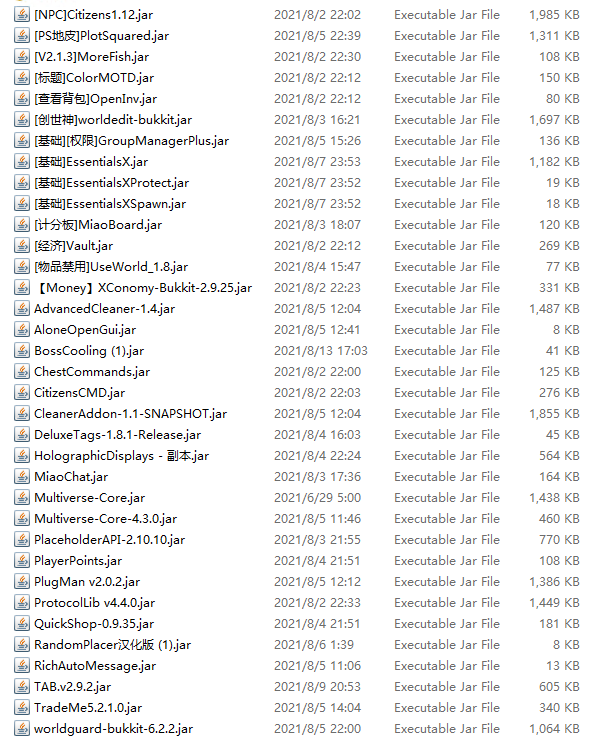 [NPC]Citizens1.12.jar 2021/8/2 22:02 Executable Jar File 1,985 KB
[PS地皮]PlotSquared.jar 2021/8/5 22:39 Executable Jar File 1,311 KB
[V2.1.3]MoreFish.jar 2021/8/2 22:30 Executable Jar File 108 KB
[标题]ColorMOTD.jar 2021/8/2 22:12 Executable Jar File 150 KB
[查看背包]OpenInv.jar 2021/8/2 22:12 Executable Jar File 80 KB
[创世神]worldedit-bukkit.jar 2021/8/3 16:21 Executable Jar File 1,697 KB
[基础][权限]GroupManagerPlus.jar 2021/8/5 15:26 Executable Jar File 136 KB
[基础]EssentialsX.jar 2021/8/7 23:53 Executable Jar File 1,182 KB
[基础]EssentialsXProtect.jar 2021/8/7 23:52 Executable Jar File 19 KB
[基础]EssentialsXSpawn.jar 2021/8/7 23:52 Executable Jar File 18 KB
[计分板]MiaoBoard.jar 2021/8/3 18:07 Executable Jar File 120 KB
[经济]Vault.jar 2021/8/2 22:12 Executable Jar File 269 KB
[物品禁用]UseWorld_1.8.jar 2021/8/4 15:47 Executable Jar File 77 KB
【Money】XConomy-Bukkit-2.9.25.jar 2021/8/2 22:23 Executable Jar File 331 KB
AdvancedCleaner-1.4.jar 2021/8/5 12:04 Executable Jar File 1,487 KB
AloneOpenGui.jar 2021/8/5 12:41 Executable Jar File 8 KB
BossCooling (1).jar 2021/8/13 17:03 Executable Jar File 41 KB
ChestCommands.jar 2021/8/2 22:00 Executable Jar File 125 KB
CitizensCMD.jar 2021/8/2 22:03 Executable Jar File 276 KB
CleanerAddon-1.1-SNAPSHOT.jar 2021/8/5 12:04 Executable Jar File 1,855 KB
DeluxeTags-1.8.1-Release.jar 2021/8/4 16:03 Executable Jar File 45 KB
HolographicDisplays - 副本.jar 2021/8/4 22:24 Executable Jar File 564 KB
MiaoChat.jar 2021/8/3 17:36 Executable Jar File 164 KB
Multiverse-Core.jar 2021/6/29 5:00 Executable Jar File 1,438 KB
Multiverse-Core-4.3.0.jar 2021/8/5 11:46 Executable Jar File 460 KB
PlaceholderAPI-2.10.10.jar 2021/8/3 21:55 Executable Jar File 770 KB
PlayerPoints.jar 2021/8/4 21:51 Executable Jar File 108 KB
PlugMan v2.0.2.jar 2021/8/5 12:12 Executable Jar File 1,386 KB
ProtocolLib v4.4.0.jar 2021/8/2 22:33 Executable Jar File 1,449 KB
QuickShop-0.9.35.jar 2021/8/4 21:51 Executable Jar File 181 KB
RandomPlacer汉化版 (1).jar 2021/8/6 1:39 Executable Jar File 8 KB
RichAutoMessage.jar 2021/8/5 11:06 Executable Jar File 13 KB
TAB.v2.9.2.jar 2021/8/9 20:53 Executable Jar File 605 KB
TradeMe5.2.1.0.jar 2021/8/5 14:04 Executable Jar File 340 KB
worldguard-bukkit-6.2.2.jar 2021/8/5 22:00 Executable Jar File 1,064 KB